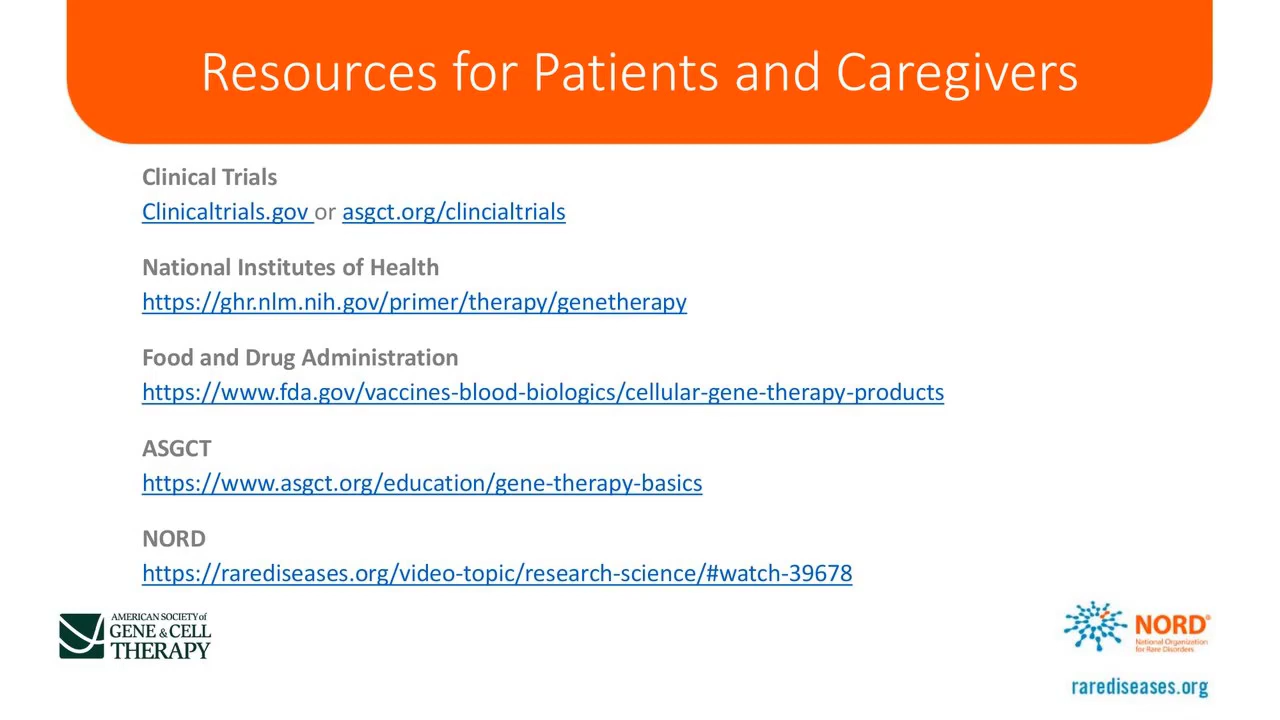 Resources for Patients and Caregivers
Clinical Trials
Clinicaltrials.gov or asgct.org/clincialtrials
National Institutes of Health
https://ghr.nlm.nih.gov/primer/therapy/genetherapy
Food and Drug Administration
https://www.fda.gov/vaccines-blood-biologics/cellular-gene-therapy-products
ASGCT
https://www.asgct.org/education/gene-therapy-basics
NORD
https://rarediseases.org/video-topic/research-science/#watch-39678
AMERICAN SOCIETY of
GENE & CELL
THERAPY
NORD®
National Organization
for Rare Disorders
rarediseases.org